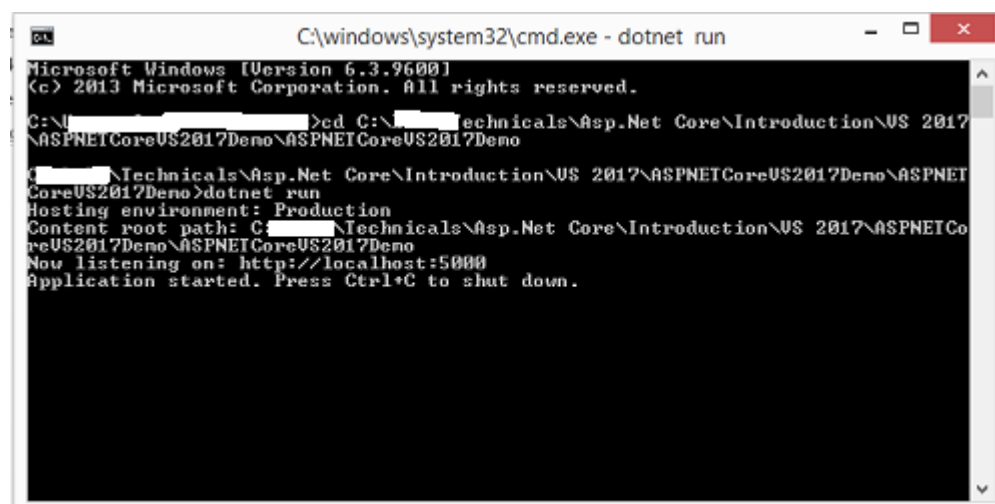 C:\windows\system32\cmd.exe - dotnet run
Microsoft Windows [Version 6.3.9600]
(c) 2013 Microsoft Corporation. All rights reserved.
C:\U >cd C:\ echnicals\Asp.Net Core\Introduction\VS 2017
\ASPNETCoreVS2017Demo\ASPNETCoreVS2017Demo
C \Technicals\Asp.Net Core\Introduction\VS 2017\ASPNETCoreVS2017Demo\ASPNET
CoreVS2017Demo>dotnet run
Hosting environment: Production
Content root path: C: \Technicals\Asp.Net Core\Introduction\VS 2017\ASPNETCo
reVS2017Demo\ASPNETCoreVS2017Demo
Now listening on: http://localhost:5000
Application started. Press Ctrl+C to shut down.